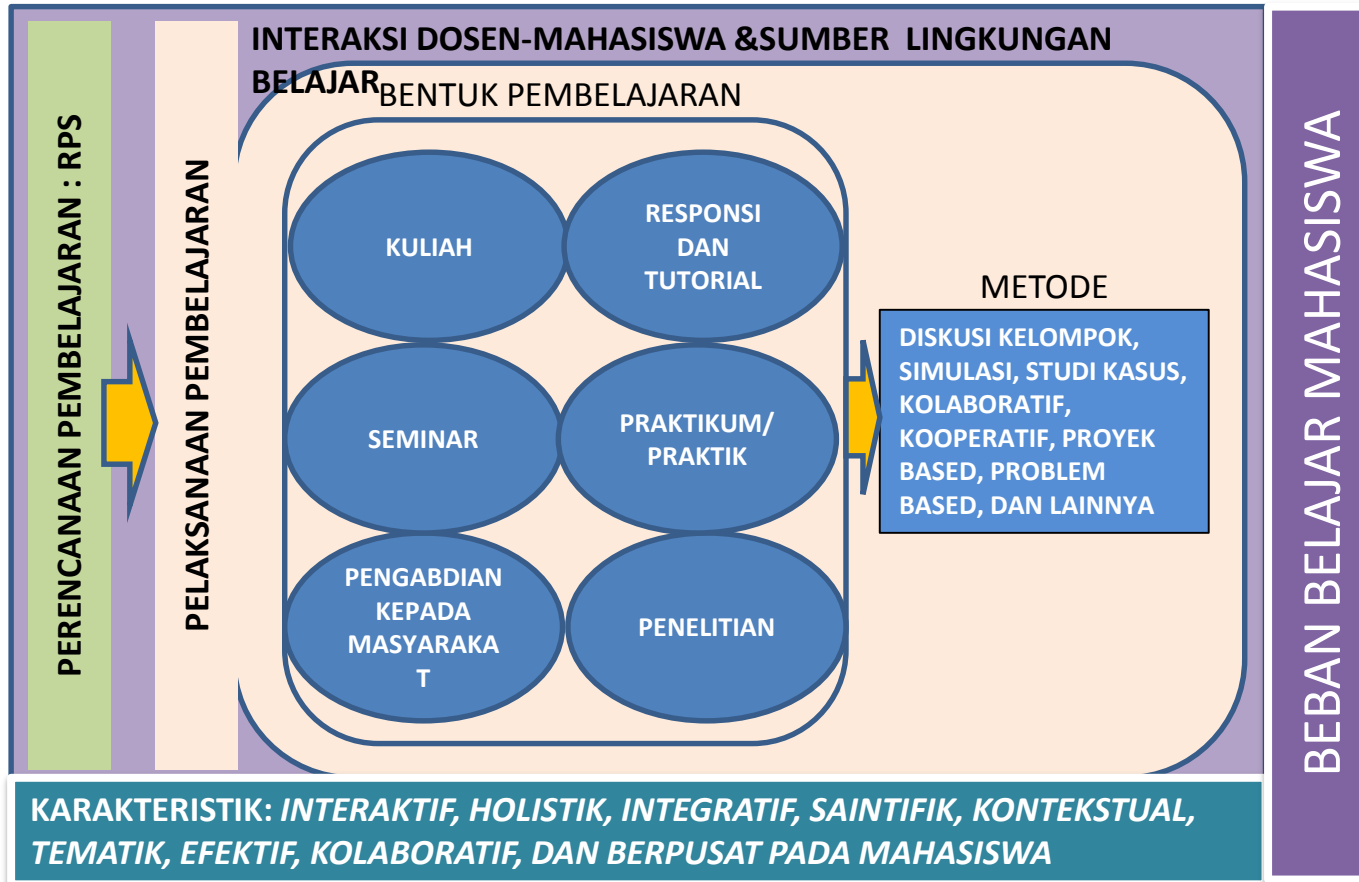 INTERAKSI DOSEN-MAHASISWA &SUMBER LINGKUNGAN
BELAJAR
BENTUK PEMBELAJARAN
PERENCANAAN PEMBELAJARAN : RPS
PELAKSANAAN PEMBELAJARAN
KULIAH
RESPONSI
DAN
TUTORIAL
SEMINAR
PRAKTIKUM/
PRAKTIK
PENGABDIAN
KEPADA
MASYARAKA
T
PENELITIAN
METODE
DISKUSI KELOMPOK,
SIMULASI, STUDI KASUS,
KOLABORATIF,
KOOPERATIF, PROYEK
BASED, PROBLEM
BASED, DAN LAINNYA
BEBAN BELAJAR MAHASISWA
KARAKTERISTIK: INTERAKTIF, HOLISTIK, INTEGRATIF, SAINTIFIK, KONTEKSTUAL,
TEMATIK, EFEKTIF, KOLABORATIF, DAN BERPUSAT PADA MAHASISWA